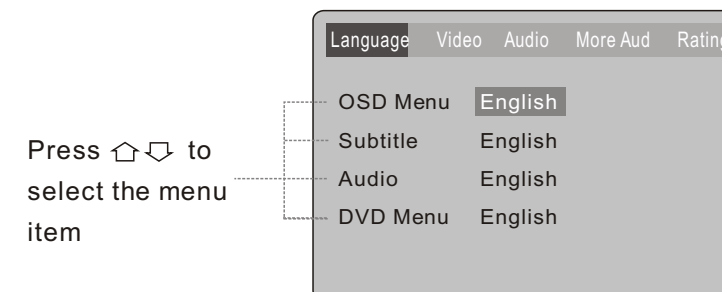 Language Video Audio More Aud Rating
OSD Menu English
Subtitle English
Audio English
DVD Menu English
Press ⇧⇩ to
select the menu
item